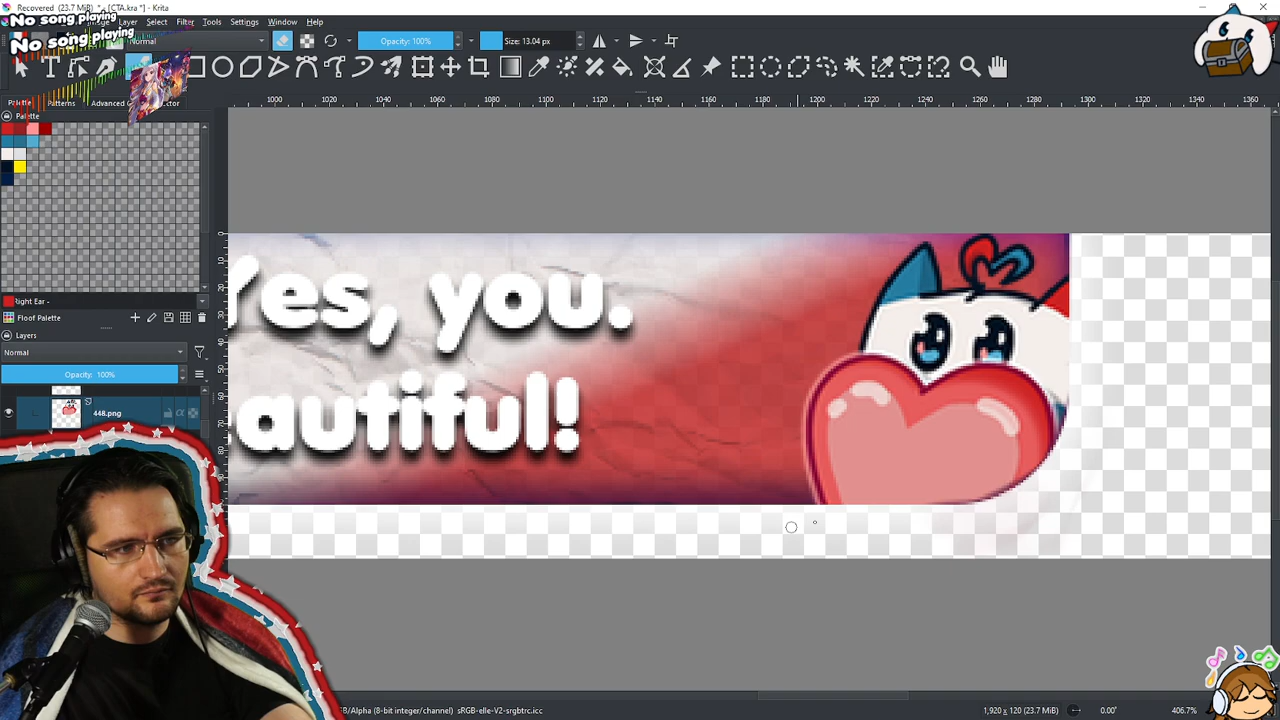 Recovered (23.7 MiB) * - [CTA.kra *] - Krita
Layer Select Filter Tools Settings Window Help
No song playing
No song playing
Normal
Opacity: 100%
Size: 13.04 px
Palette Patterns Advanced
Palette
1000 1020 1040 1060 1080 1100 1120 1140 1160 1180 1200 1220 1240 1260 1280 1300 1320 1340 1360
Yes, you.
autiful!
Right Ear -
Floof Palette
Layers
Normal
Opacity: 100%
448.png
B/Alpha (8-bit integer/channel) sRGB-elle-V2-srgbtrc.icc
1,920 x 120 (23.7 MiB)
0.00°
406.7%